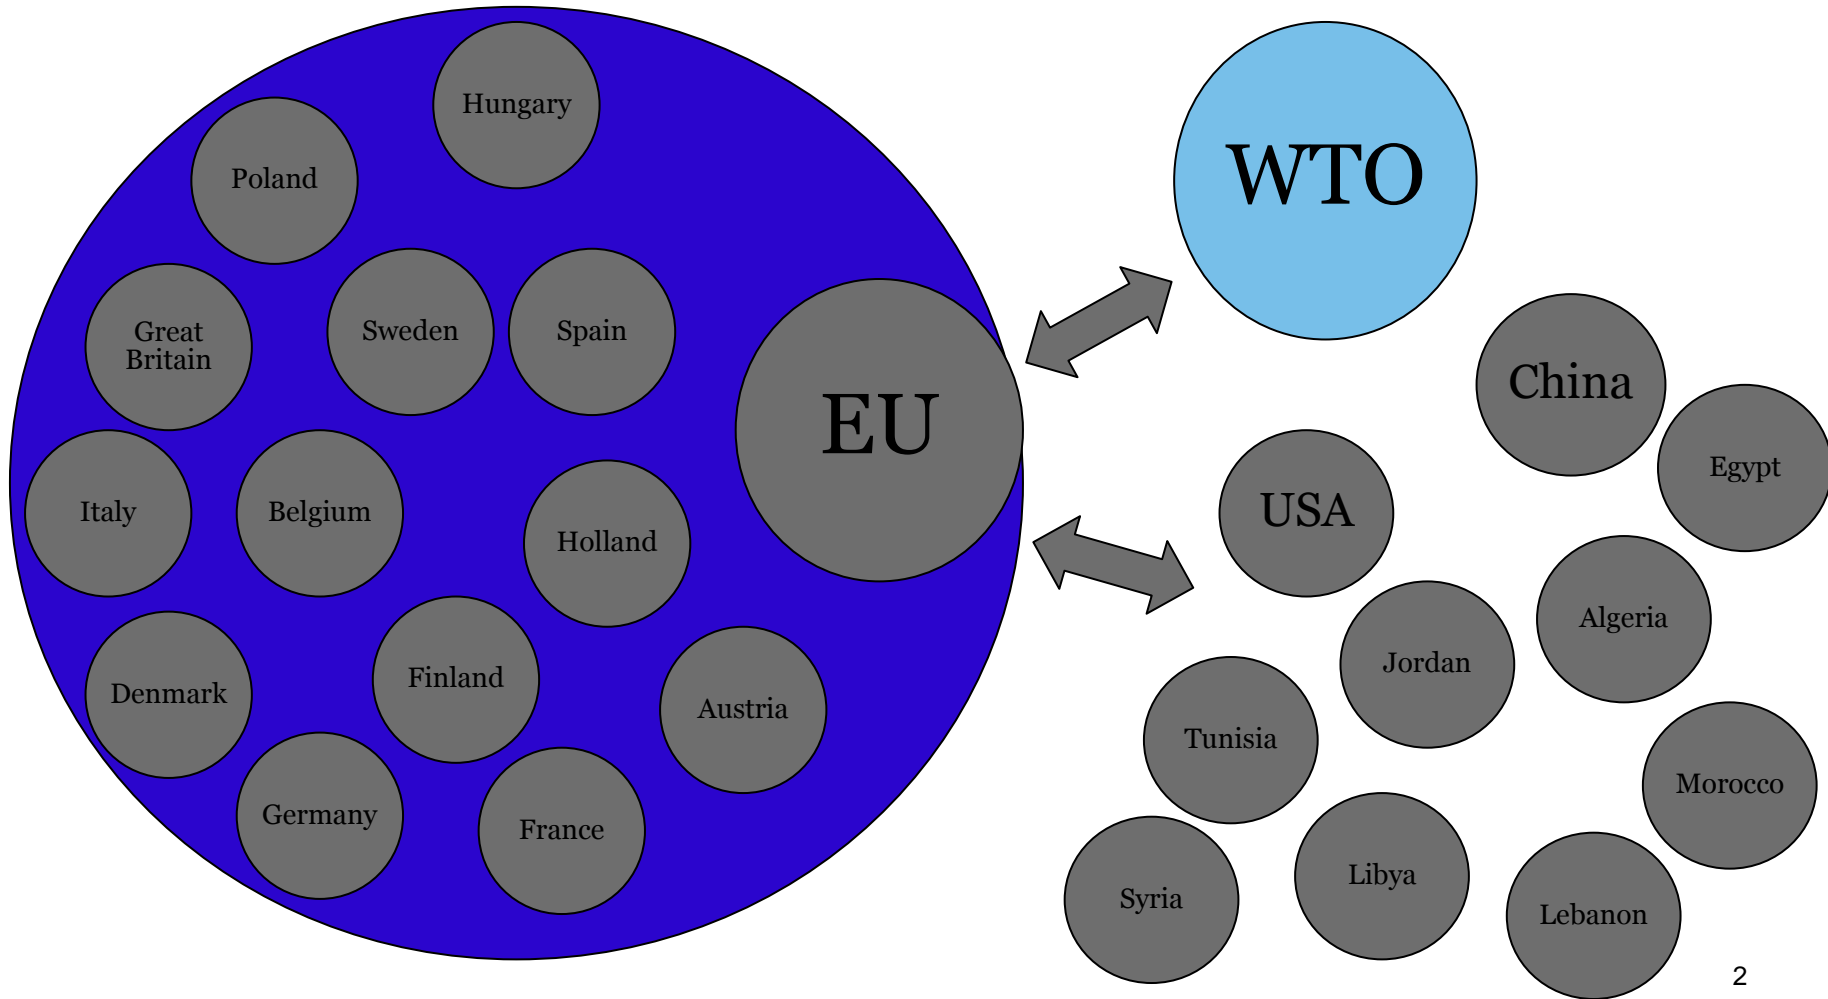 Hungary
Poland
WTO
Great
Britain
Sweden
Spain
China
EU
Egypt
Italy
Belgium
USA
Holland
Algeria
Jordan
Denmark
Finland
Austria
Tunisia
Morocco
Germany
France
Libya
Syria
Lebanon
2